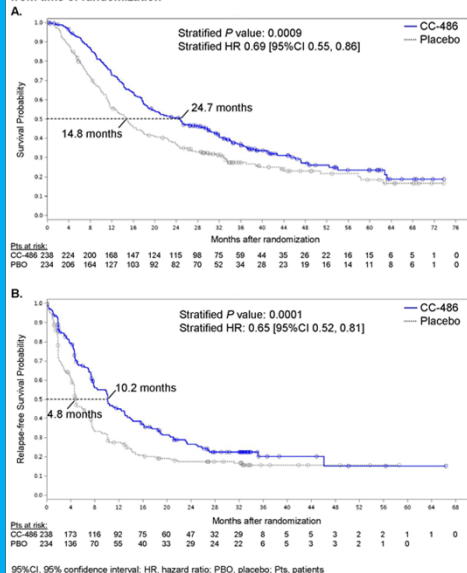 from time of randomization
A.
Stratified P value: 0.0009
Stratified HR 0.69 [95%CI 0.55, 0.86]
CC-486
Placebo
Survival Probability
1.0
0.9
0.8
0.7
0.6
0.5
0.4
0.3
0.2
0.1
0.0
24.7 months
14.8 months
0 4 8 12 16 20 24 28 32 36 40 44 48 52 56 60 64 68 72 76
Months after randomization
Pts at risk:
CC-486 238 224 200 168 147 124 115 98 75 59 44 35 26 22 16 15 6 5 1 0
PBO 234 206 164 127 103 92 82 70 52 34 28 23 19 16 14 11 8 6 1 0
B.
Stratified P value: 0.0001
Stratified HR: 0.65 [95%CI 0.52, 0.81]
CC-486
Placebo
Relapse-free Survival Probability
1.0
0.9
0.8
0.7
0.6
0.5
0.4
0.3
0.2
0.1
0.0
10.2 months
4.8 months
0 4 8 12 16 20 24 28 32 36 40 44 48 52 56 60 64 68
Months after randomization
Pts at risk:
CC-486 238 173 116 92 75 60 47 32 29 8 5 5 3 2 2 1 1 0
PBO 234 136 70 55 40 33 29 24 22 6 5 3 3 2 1 0
95%CI, 95% confidence interval; HR, hazard ratio; PBO, placebo; Pts, patients